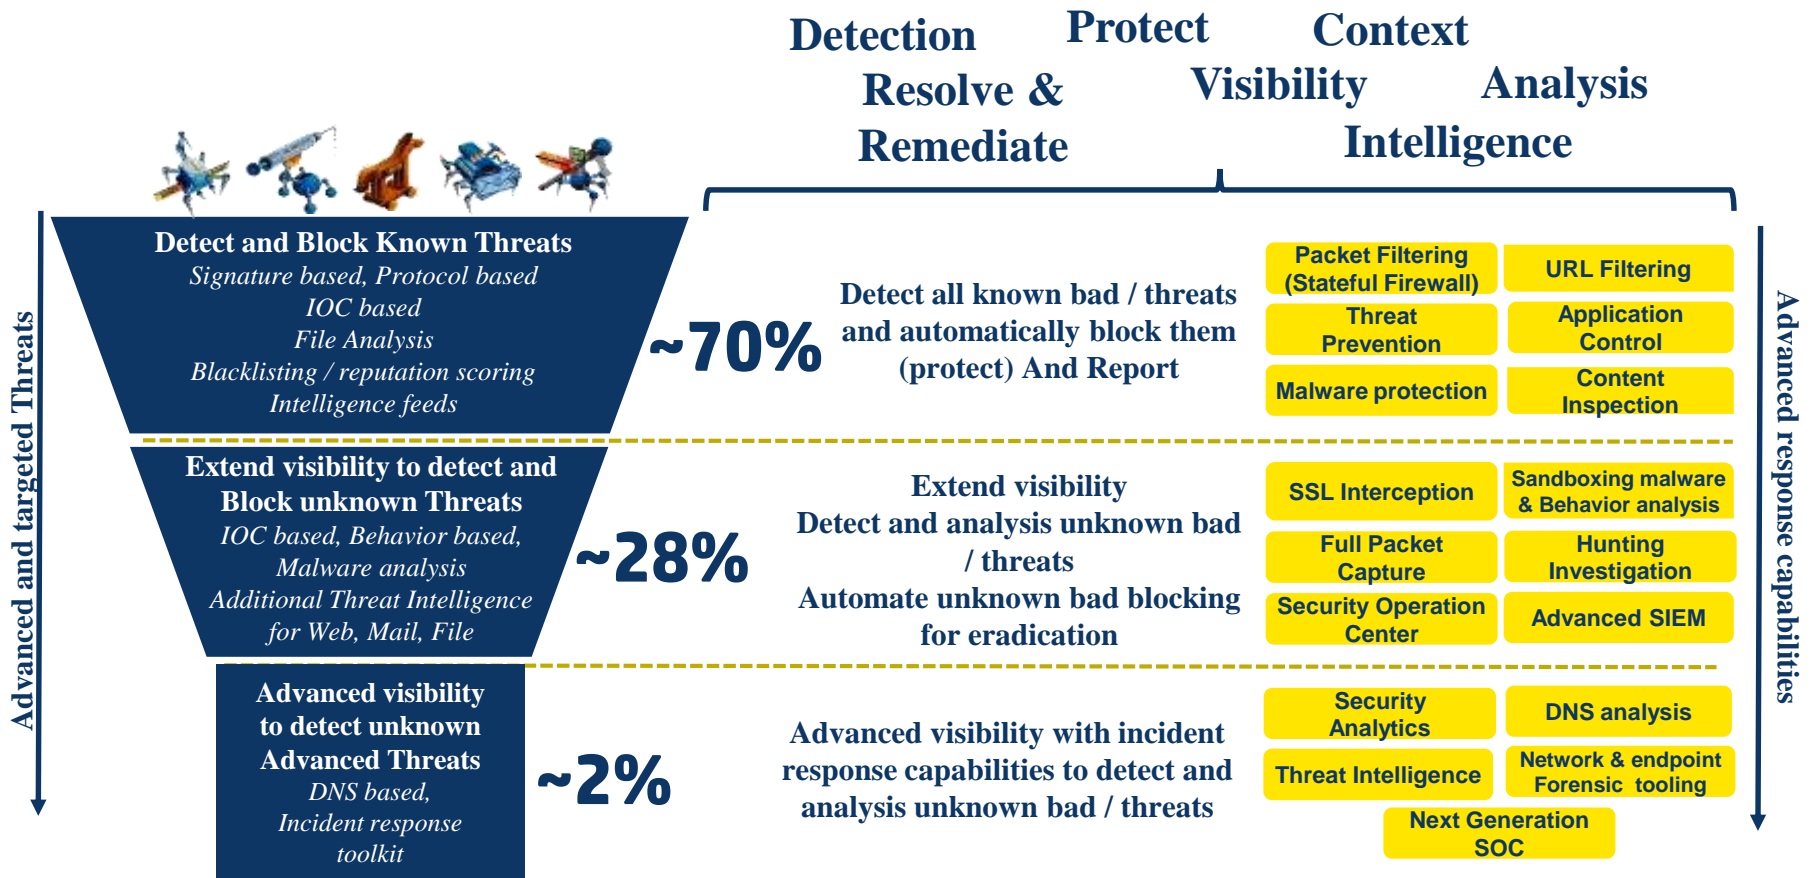 Detection
Protect
Context
Resolve &
Remediate
Visibility
Analysis
Intelligence
Advanced and targeted Threats
Detect and Block Known Threats
Signature based, Protocol based
IOC based
File Analysis
Blacklisting / reputation scoring
Intelligence feeds
~70%
Detect all known bad / threats
and automatically block them
(protect) And Report
Packet Filtering
(Stateful Firewall)
URL Filtering
Threat
Prevention
Application
Control
Malware protection
Content
Inspection
Extend visibility to detect and
Block unknown Threats
IOC based, Behavior based,
Malware analysis
Additional Threat Intelligence
for Web, Mail, File
~28%
Extend visibility
Detect and analysis unknown bad
/ threats
Automate unknown bad blocking
for eradication
SSL Interception
Sandboxing malware
& Behavior analysis
Full Packet
Capture
Hunting
Investigation
Security Operation
Center
Advanced SIEM
Advanced visibility
to detect unknown
Advanced Threats
DNS based,
Incident response
toolkit
~2%
Advanced visibility with incident
response capabilities to detect and
analysis unknown bad / threats
Security
Analytics
DNS analysis
Threat Intelligence
Network & endpoint
Forensic tooling
Next Generation
SOC
Advanced response capabilities